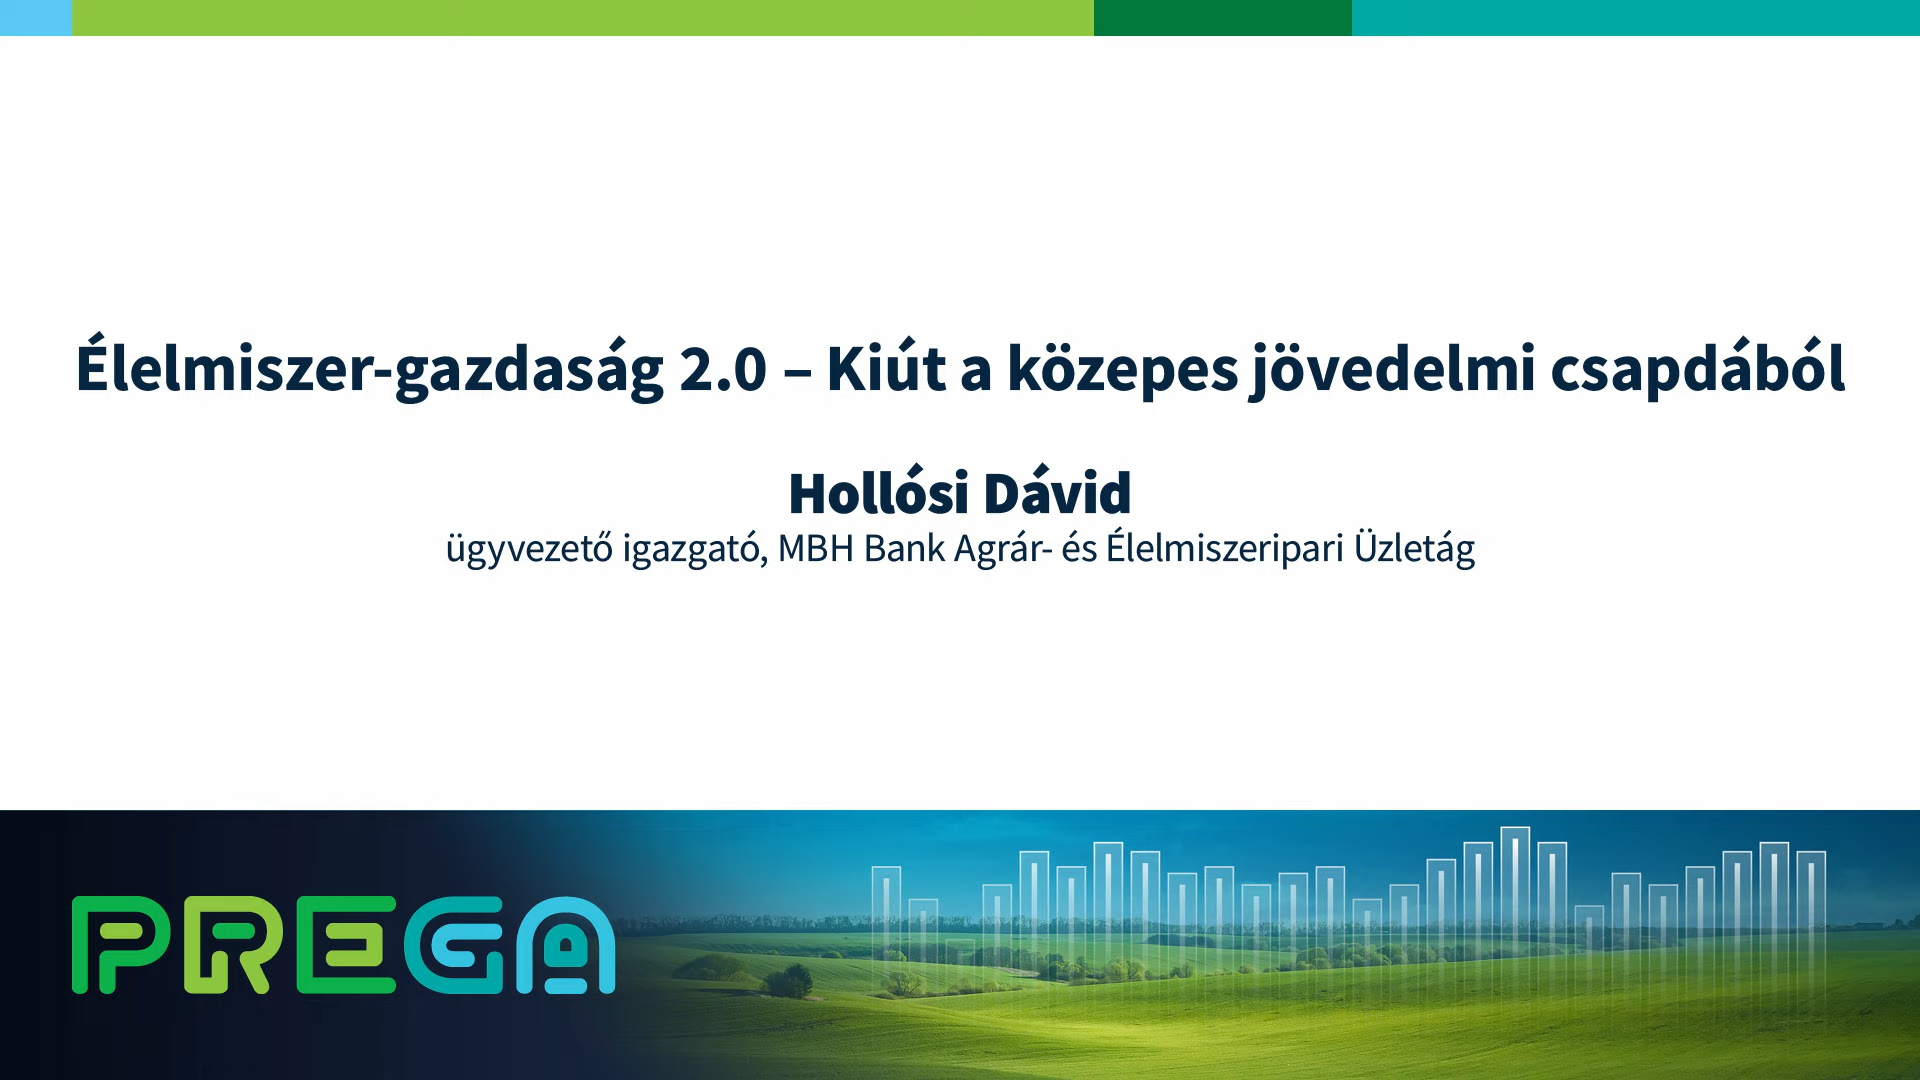 Élelmiszer-gazdaság 2.0 – Kiút a közepes jövedelmi csapdából
Hollósi Dávid
ügyvezető igazgató, MBH Bank Agrár- és Élelmiszeripari Üzletág
PREGA